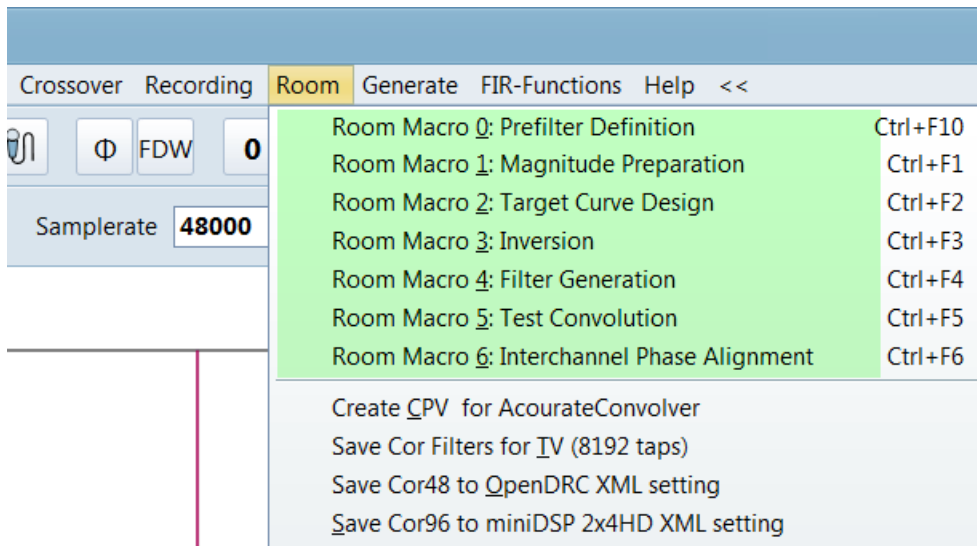 Crossover Recording Room Generate FIR-Functions Help <<
Φ FDW 0
Samplerate 48000
Room Macro 0: Prefilter Definition Ctrl+F10
Room Macro 1: Magnitude Preparation Ctrl+F1
Room Macro 2: Target Curve Design Ctrl+F2
Room Macro 3: Inversion Ctrl+F3
Room Macro 4: Filter Generation Ctrl+F4
Room Macro 5: Test Convolution Ctrl+F5
Room Macro 6: Interchannel Phase Alignment Ctrl+F6
Create CPV for AcourateConvolver
Save Cor Filters for TV (8192 taps)
Save Cor48 to OpenDRC XML setting
Save Cor96 to miniDSP 2x4HD XML setting